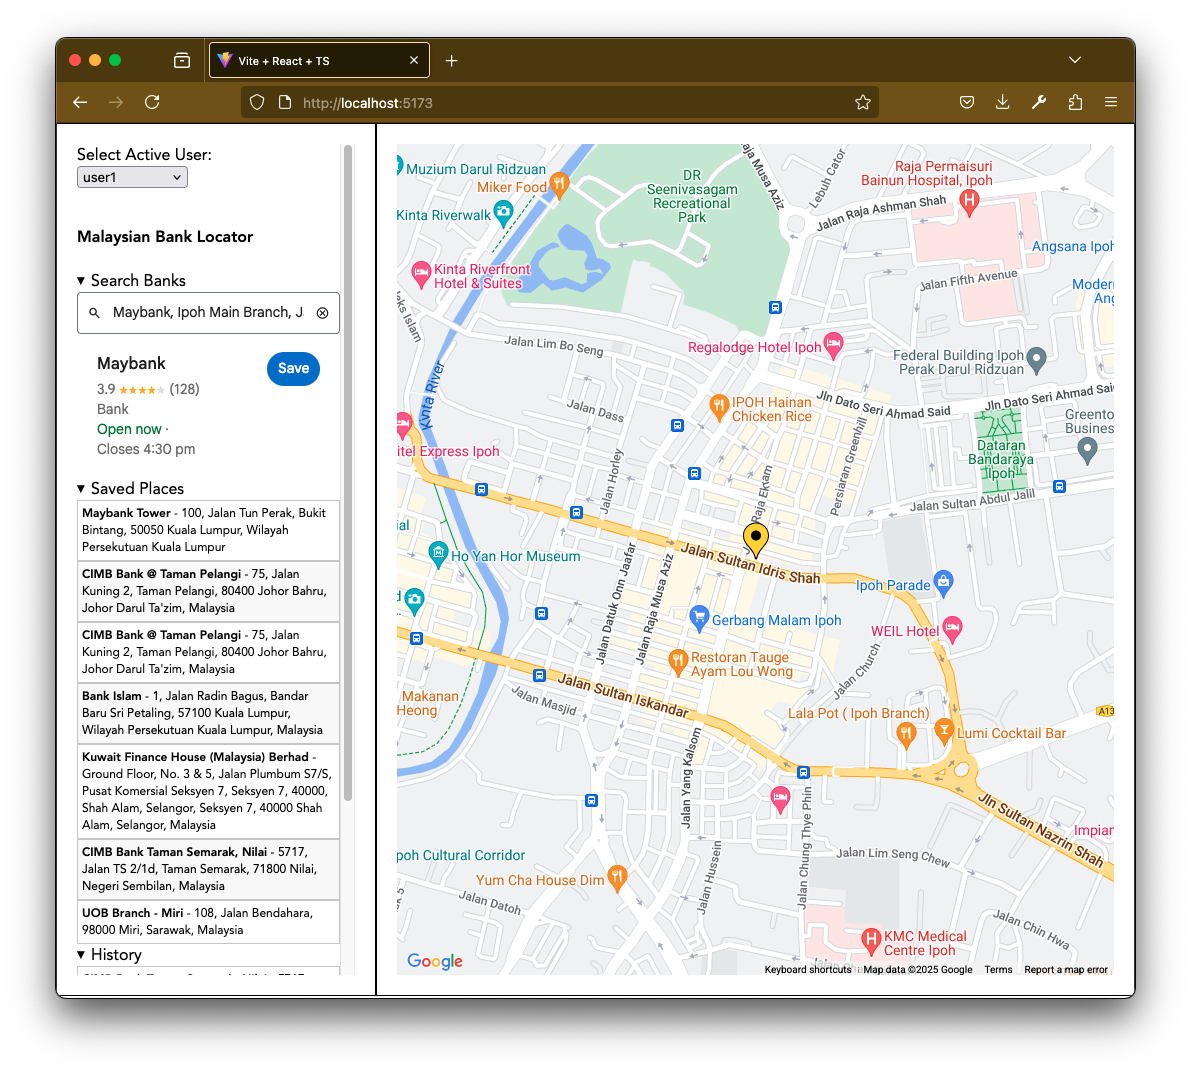 Vite + React + TS
http://localhost:5173
Select Active User:
user1
Malaysian Bank Locator
Search Banks
Maybank, Ipoh Main Branch, J
Maybank
Save
3.9
(128)
Bank
Open now ·
Closes 4:30 pm
Saved Places
Maybank Tower - 100, Jalan Tun Perak, Bukit
Bintang, 50050 Kuala Lumpur, Wilayah
Persekutuan Kuala Lumpur
CIMB Bank @ Taman Pelangi - 75, Jalan
Kuning 2, Taman Pelangi, 80400 Johor Bahru,
Johor Darul Ta'zim, Malaysia
CIMB Bank @ Taman Pelangi - 75, Jalan
Kuning 2, Taman Pelangi, 80400 Johor Bahru,
Johor Darul Ta'zim, Malaysia
Bank Islam - 1, Jalan Radin Bagus, Bandar
Baru Sri Petaling, 57100 Kuala Lumpur,
Wilayah Persekutuan Kuala Lumpur, Malaysia
Kuwait Finance House (Malaysia) Berhad -
Ground Floor, No. 3 & 5, Jalan Plumbum S7/S,
Pusat Komersial Seksyen 7, Seksyen 7, 40000,
Shah Alam, Selangor, Seksyen 7, 40000 Shah
Alam, Selangor, Malaysia
CIMB Bank Taman Semarak, Nilai - 5717,
Jalan TS 2/1d, Taman Semarak, 71800 Nilai,
Negeri Sembilan, Malaysia
UOB Branch - Miri - 108, Jalan Bendahara,
98000 Miri, Sarawak, Malaysia
History
Muzium Darul Ridzuan
Miker Food
Kinta Riverwalk
DR
Seenivasagam
Recreational
Park
aja Musa Aziz
Lebuh Cator
Raja Permaisuri
Bainun Hospital, Ipoh
Jalan Raja Ashman Shah
Angsana Ipoh
Kinta Riverfront
Hotel & Suites
Jalan Fifth Avenue
Moder
Ang
eks Islam
Jalan Lim Bo Seng
Regalodge Hotel Ipoh
Federal Building Ipoh
Perak Darul Ridzuan
Kinta River
Jalan Dass
IPOH Hainan
Chicken Rice
Jln Dato Seri Ahmad Said
Jln Dato Seri Ahmad Said
Greento
Busines
itel Express Ipoh
Persiaran Greenhill
Dataran
Bandaraya
Ipoh
Jalan Horley
Raja Ekram
Jalan Sultan Abdul Jalil
ial
Ho Yan Hor Museum
Jalan Sultan Idris Shah
Ipoh Parade
Jalan Datuk Onn Jaafar
Jalan Raja Musa Aziz
d
Gerbang Malam Ipoh
WEIL Hotel
Restoran Tauge
Ayam Lou Wong
Jalan Church
Makanan
Heong
Jalan Masjid
Jalan Sultan Iskandar
Lala Pot ( Ipoh Branch)
A13
Lumi Cocktail Bar
Jalan Yang Kalsom
Jalan Chung Thye Phin
Jln Sultan Nazrin Shah
Impian
poh Cultural Corridor
Jalan Lim Seng Chew
Yum Cha House Dim
Jalan Hussein
Jalan Datoh
Jalan Chin Hwa
KMC Medical
Centre Ipoh
Google
Keyboard shortcuts
Map data ©2025 Google
Terms
Report a map error